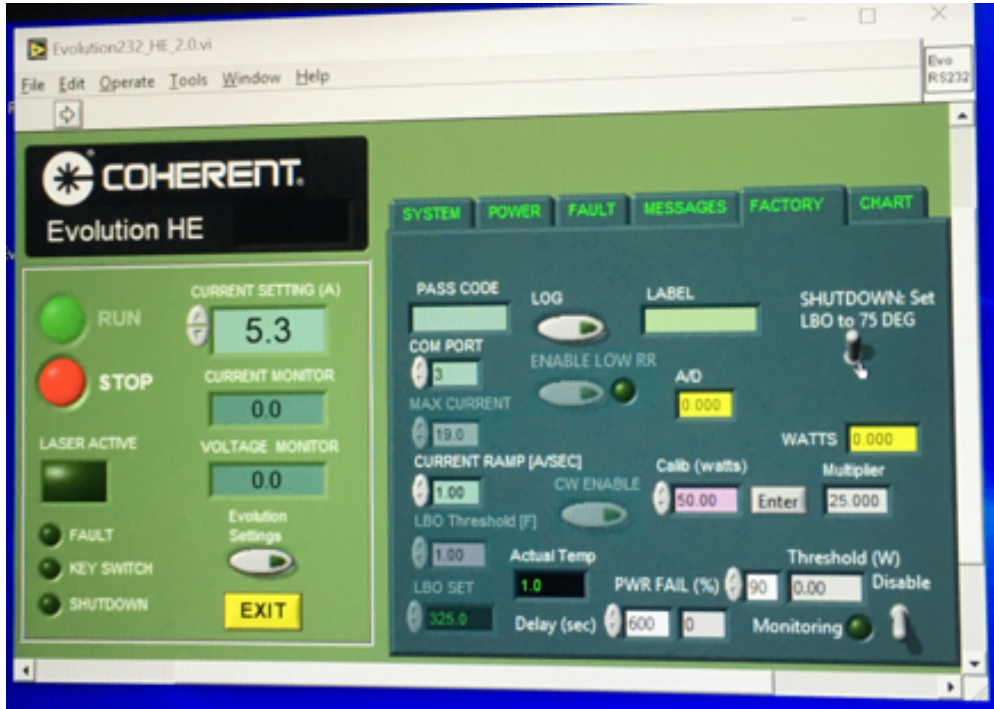 Evolution232_HE_2.0.vi
File Edit Operate Tools Window Help
Evo
RS232
COHERENT.
Evolution HE
RUN
STOP
LASER ACTIVE
FAULT
KEY SWITCH
SHUTDOWN
CURRENT SETTING (A)
5.3
CURRENT MONITOR
0.0
VOLTAGE MONITOR
0.0
Evolution
Settings
EXIT
SYSTEM POWER FAULT MESSAGES FACTORY CHART
PASS CODE
LOG
LABEL
SHUTDOWN: Set
LBO to 75 DEG
COM PORT
3
ENABLE LOW RR
A/D
0.000
MAX CURRENT
19.0
WATTS 0.000
CURRENT RAMP [A/SEC]
1.00
CW ENABLE
Calib (watts)
50.00
Enter
Multiplier
25.000
LBO Threshold [F]
1.00
Actual Temp
1.0
PWR FAIL (%) 90
Threshold (W)
0.00
Disable
LBO SET
325.0
Delay (sec) 600 0
Monitoring